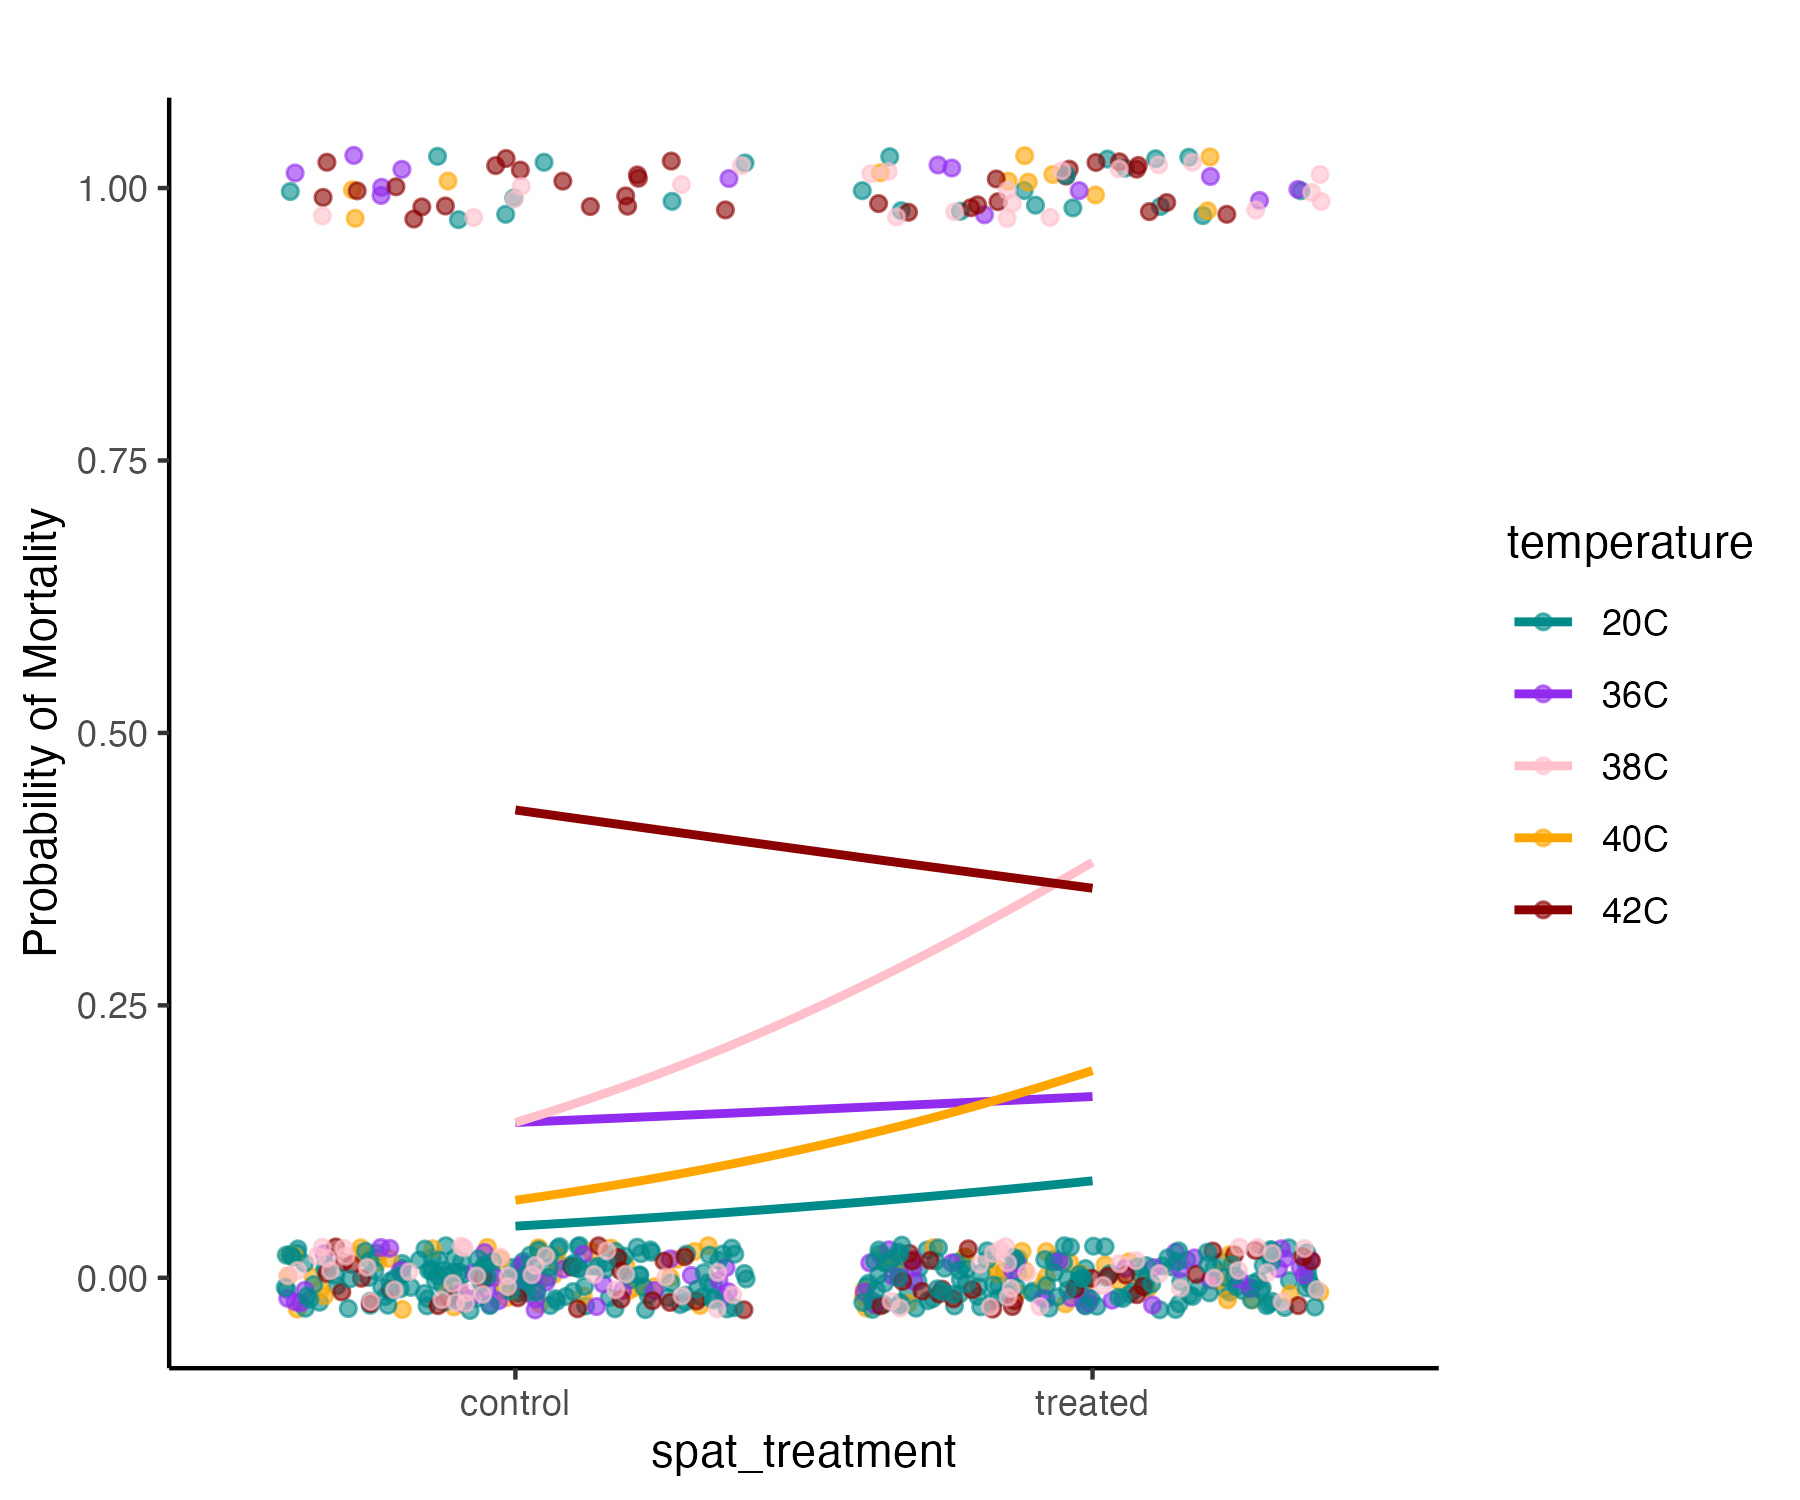 1.00
0.75
0.50
0.25
0.00
Probability of Mortality
control
treated
spat_treatment
temperature
20C
36C
38C
40C
42C